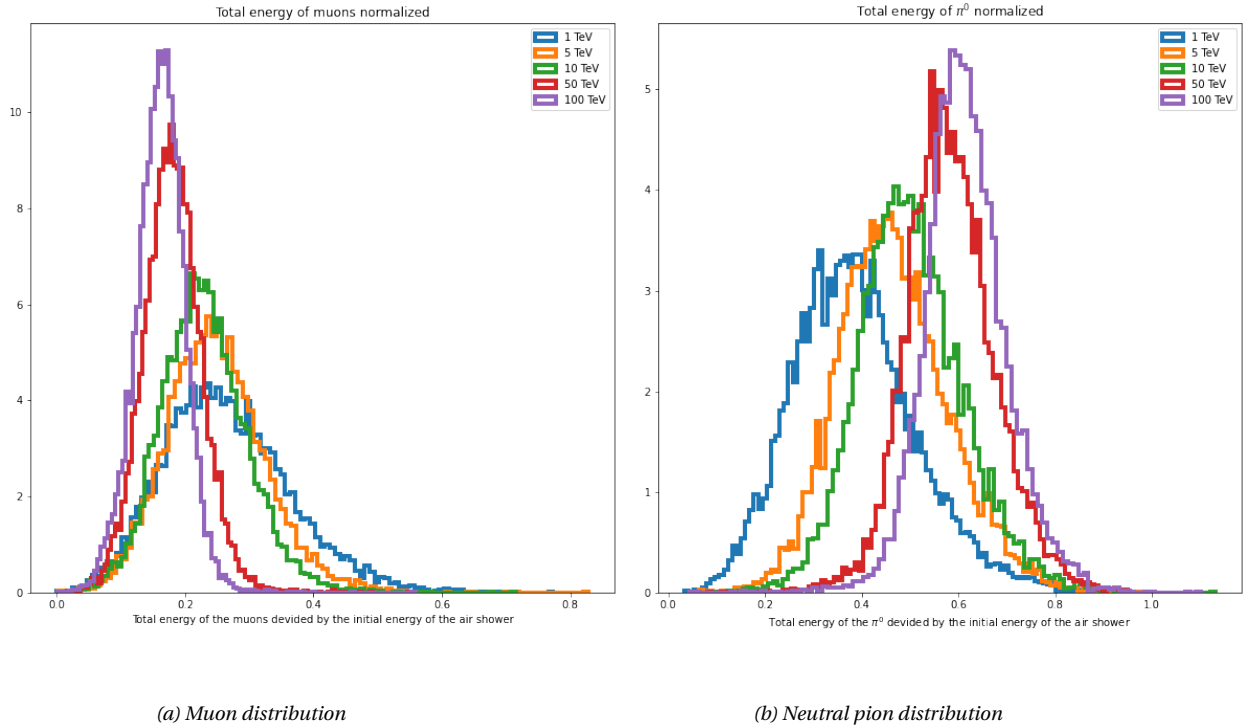 Total energy of muons normalized
1 TeV
5 TeV
10 TeV
50 TeV
100 TeV
10
8
6
4
2
0
0.0 0.2 0.4 0.6 0.8
Total energy of the muons devided by the initial energy of the air shower
(a) Muon distribution
Total energy of π⁰ normalized
1 TeV
5 TeV
10 TeV
50 TeV
100 TeV
5
4
3
2
1
0
0.2 0.4 0.6 0.8 1.0
Total energy of the π⁰ devided by the initial energy of the air shower
(b) Neutral pion distribution